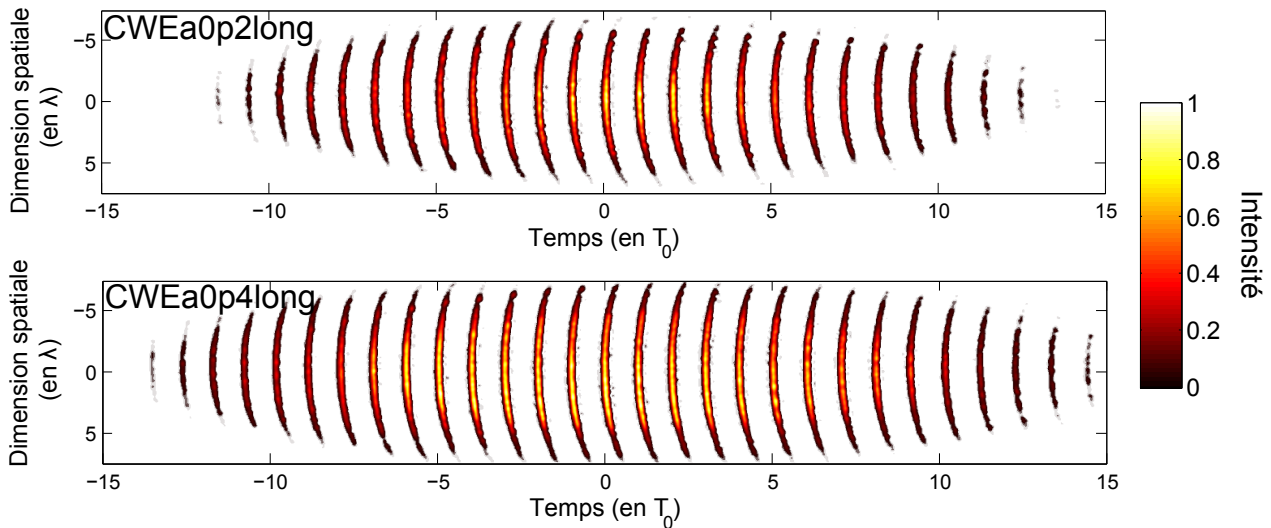 CWEa0p2long
Dimension spatiale
(en λ)
−5
0
5
−15 −10 −5 0 5 10 15
Temps (en T0)
CWEa0p4long
Dimension spatiale
(en λ)
−5
0
5
−15 −10 −5 0 5 10 15
Temps (en T0)
1
0.8
0.6
0.4
0.2
0
Intensité